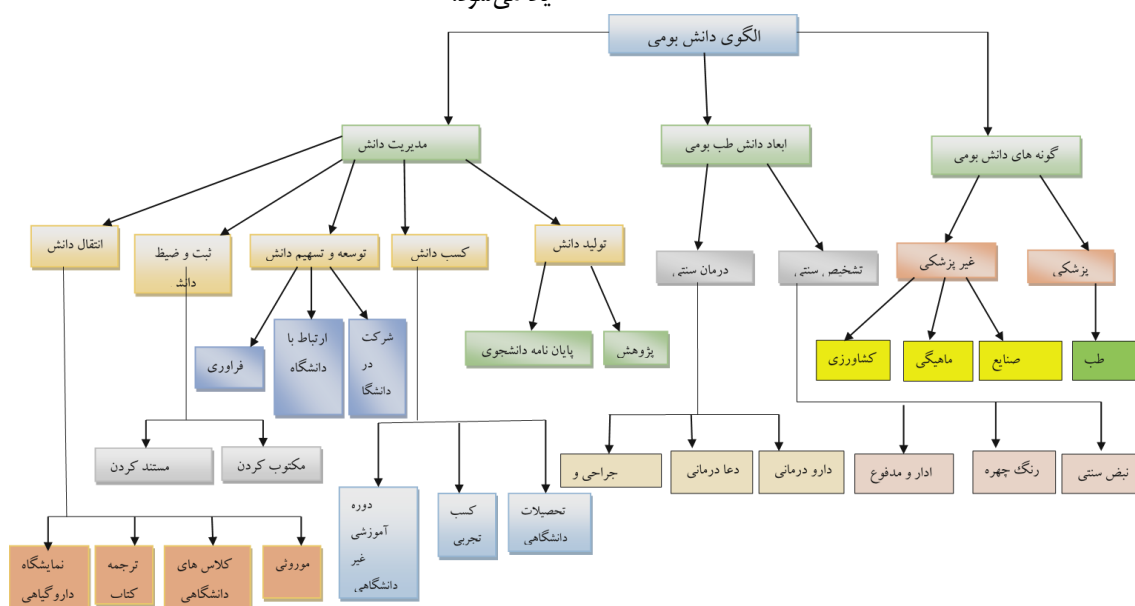 الگوی دانش بومی
گونه های دانش بومی
ابعاد دانش طب بومی
مدیریت دانش
پزشکی
غیر پزشکی
تشخیص سنتی
درمان سنتی
تولید دانش
کسب دانش
توسعه و تسهیم دانش
ثبت و ضیظ
دانش
انتقال دانش
طب
صنایع
ماهیگی
کشاورزی
پژوهش
پایان نامه دانشجوی
شرکت
در
دانشگا
ارتباط با
دانشگاه
فراوری
نبض سنتی
رنگ چهره
ادار و مدفوع
دارو درمانی
دعا درمانی
جراحی و
مکتوب کردن
مستند کردن
تحصیلات
دانشگاهی
کسب
تجربی
دوره
آموزشی
غیر
دانشگاهی
موروثی
کلاس های
دانشگاهی
ترجمه
کتاب
نمایشگاه
داروگیاهی